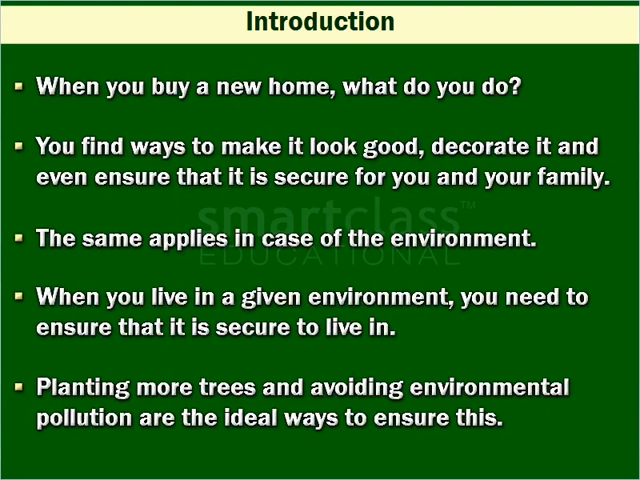 Introduction
When you buy a new home, what do you do?
You find ways to make it look good, decorate it and
even ensure that it is secure for you and your family.
smartclass™
EDUCATIONAL
The same applies in case of the environment.
When you live in a given environment, you need to
ensure that it is secure to live in.
Planting more trees and avoiding environmental
pollution are the ideal ways to ensure this.